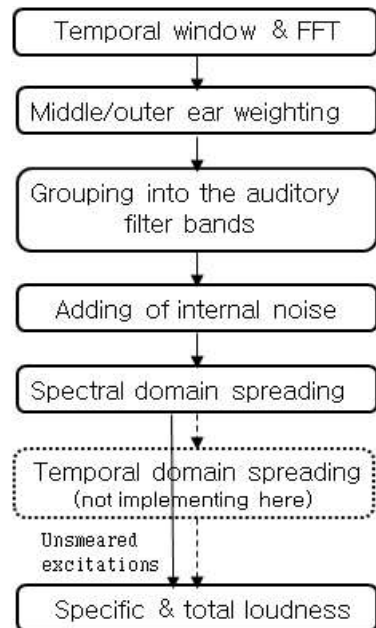 Temporal window & FFT
Middle/outer ear weighting
Grouping into the auditory
filter bands
Adding of internal noise
Spectral domain spreading
Temporal domain spreading
(not implementing here)
Unsmeared
excitations
Specific & total loudness